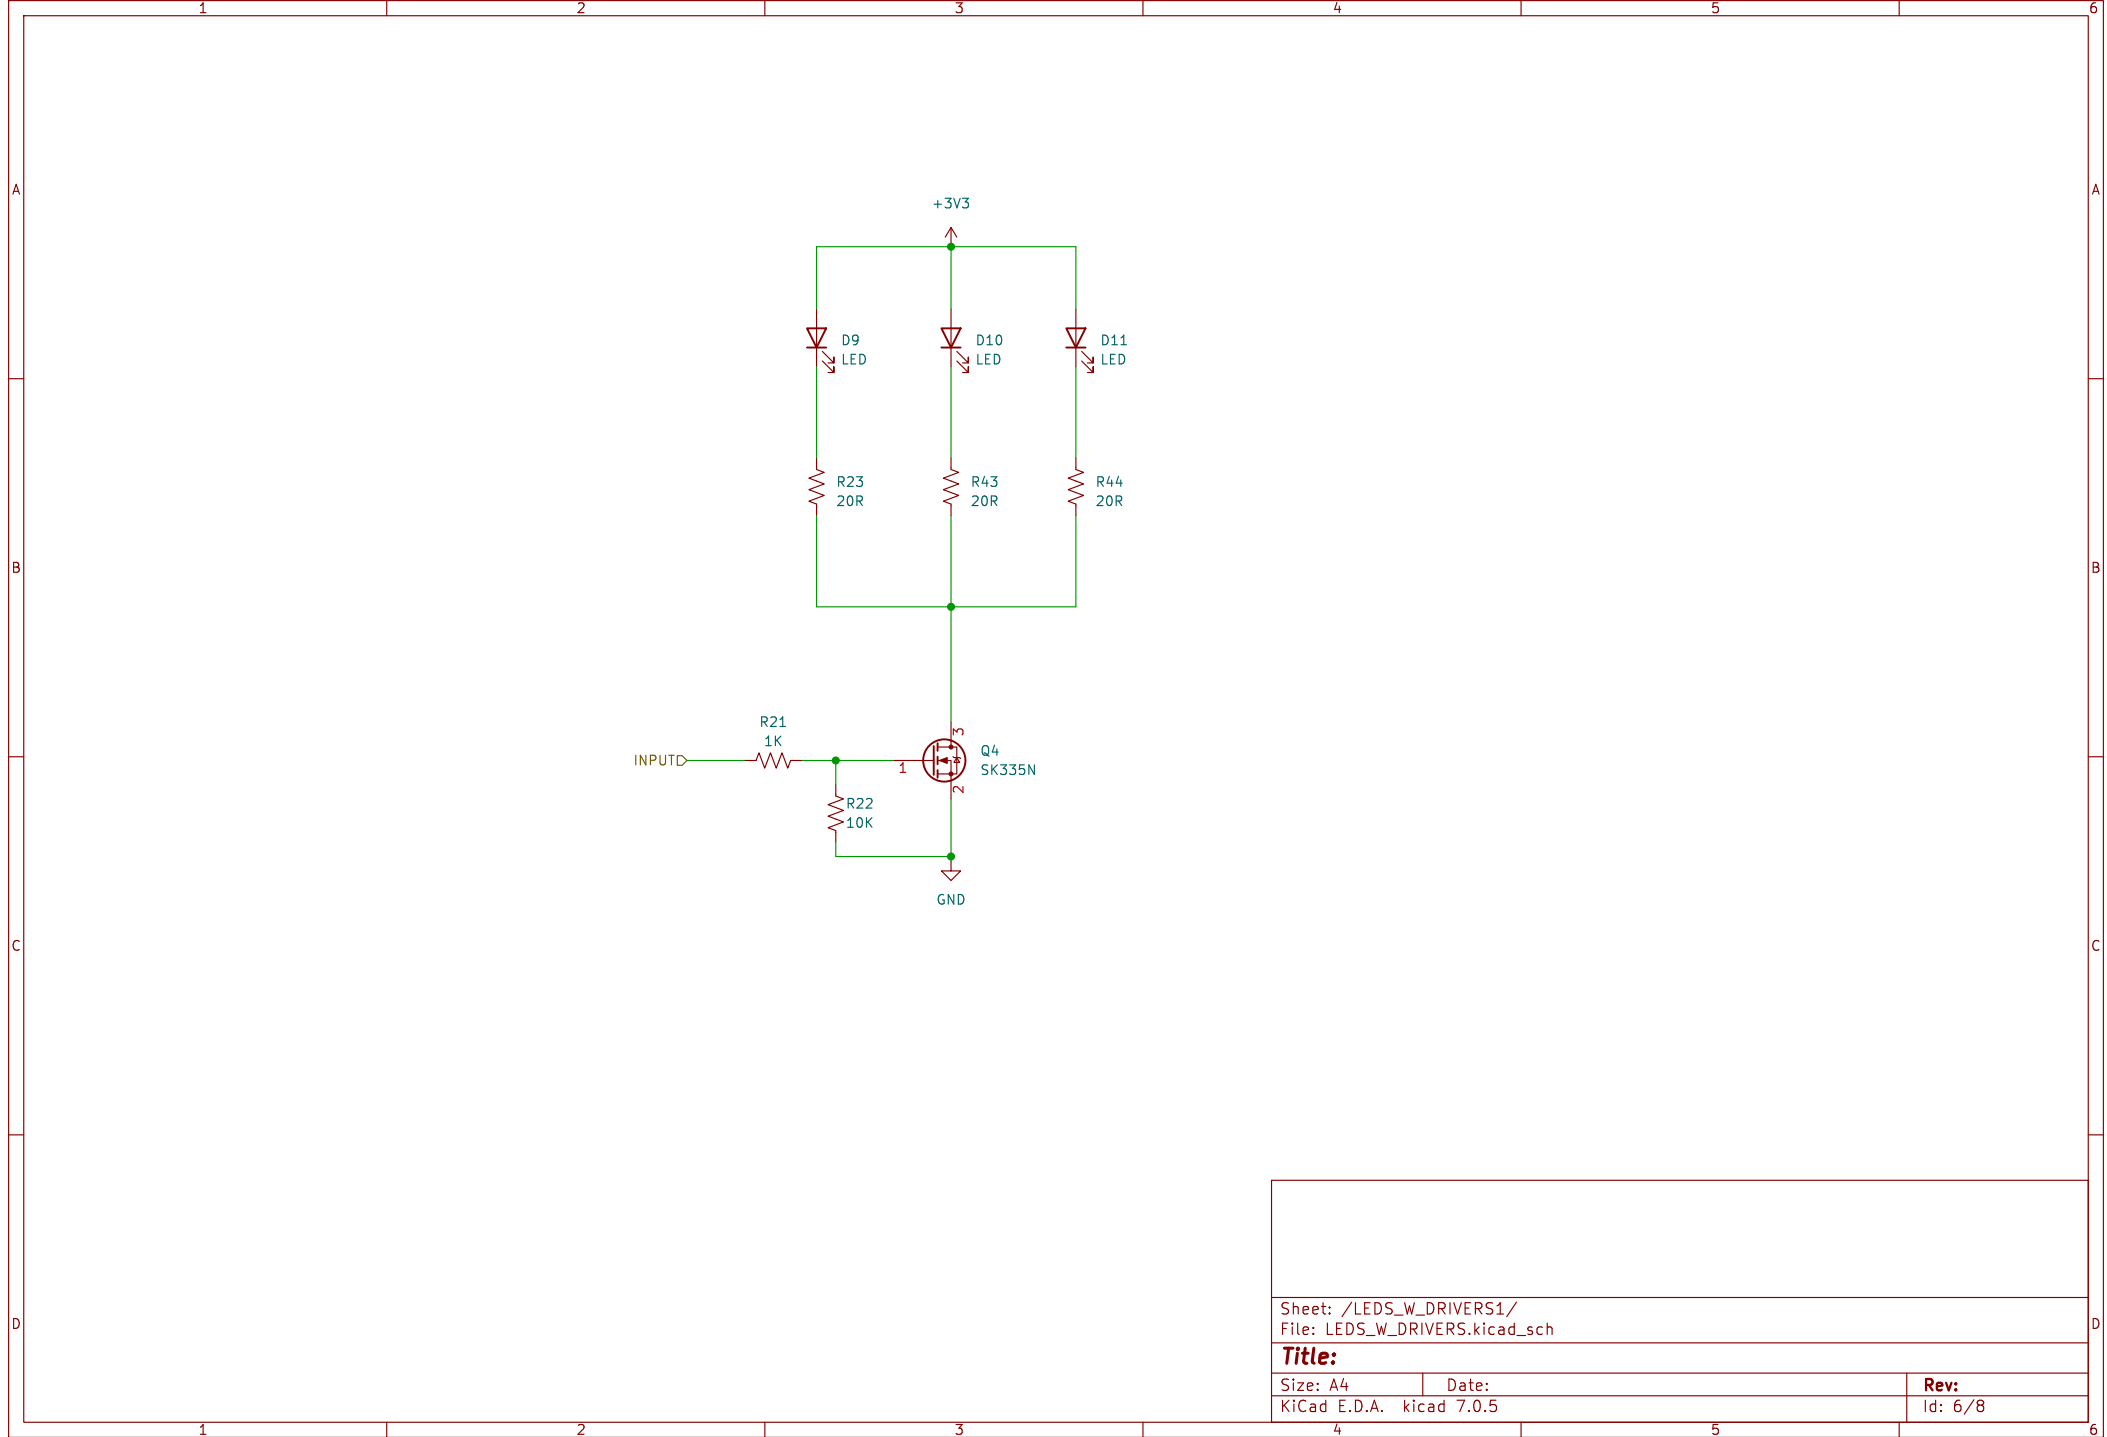 1 2 3 4 5 6
A A
+3V3
D9
LED
D10
LED
D11
LED
R23
20R
R43
20R
R44
20R
B B
R21
1K
INPUT
1
3
2
Q4
SK335N
R22
10K
GND
C C
Sheet: /LEDS_W_DRIVERS1/
File: LEDS_W_DRIVERS.kicad_sch
D D
Title:
Size: A4 Date: Rev:
KiCad E.D.A. kicad 7.0.5 Id: 6/8
1 2 3 4 5 6